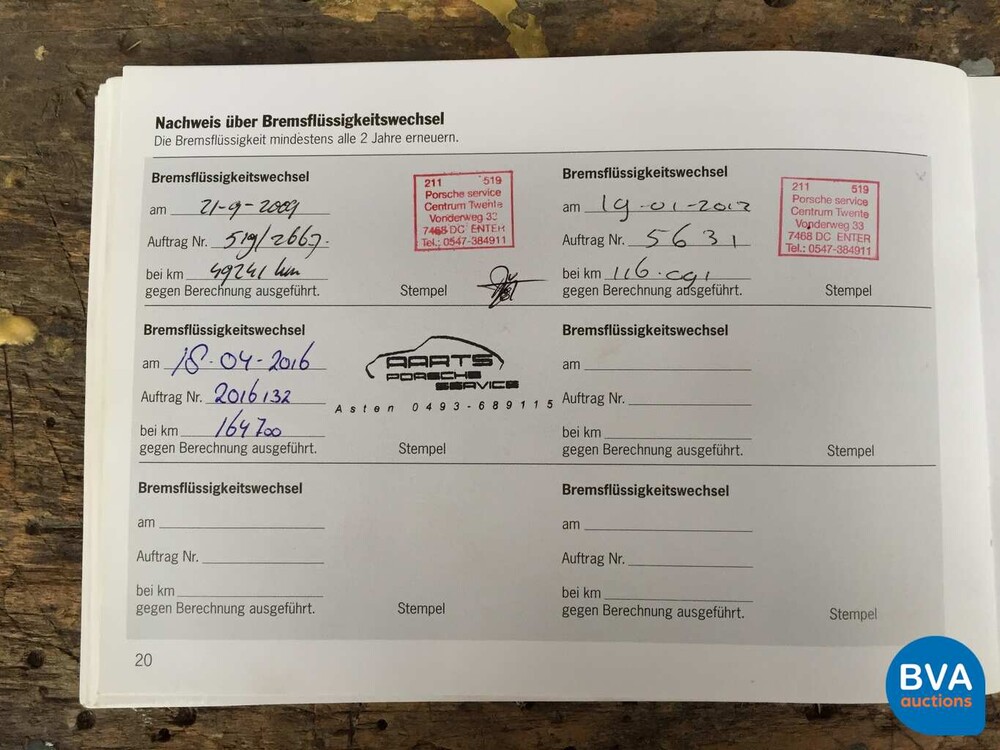 Nachweis über Bremsflüssigkeitswechsel
Die Bremsflüssigkeit mindestens alle 2 Jahre erneuern.
Bremsflüssigkeitswechsel
am 21-9-2009
Auftrag Nr. 519/2667.
bei km 49241 km
gegen Berechnung ausgeführt.
Stempel
211 519
Porsche service
Centrum Twente
Vonderweg 33
7468 DC ENTER
Tel.: 0547-384911
Bremsflüssigkeitswechsel
am 19-01-2012
Auftrag Nr. 5631
bei km 116.091
gegen Berechnung ausgeführt.
Stempel
211 519
Porsche service
Centrum Twente
Vonderweg 33
7468 DC ENTER
Tel.: 0547-384911
Bremsflüssigkeitswechsel
am 18-04-2016
Auftrag Nr. 2016132
bei km 164700
gegen Berechnung ausgeführt.
Stempel
AARTS
PORSCHE
SERVICE
Asten 0493-689115
Bremsflüssigkeitswechsel
am
Auftrag Nr.
bei km
gegen Berechnung ausgeführt.
Stempel
Bremsflüssigkeitswechsel
am
Auftrag Nr.
bei km
gegen Berechnung ausgeführt.
Stempel
Bremsflüssigkeitswechsel
am
Auftrag Nr.
bei km
gegen Berechnung ausgeführt.
Stempel
20
BVA
auctions